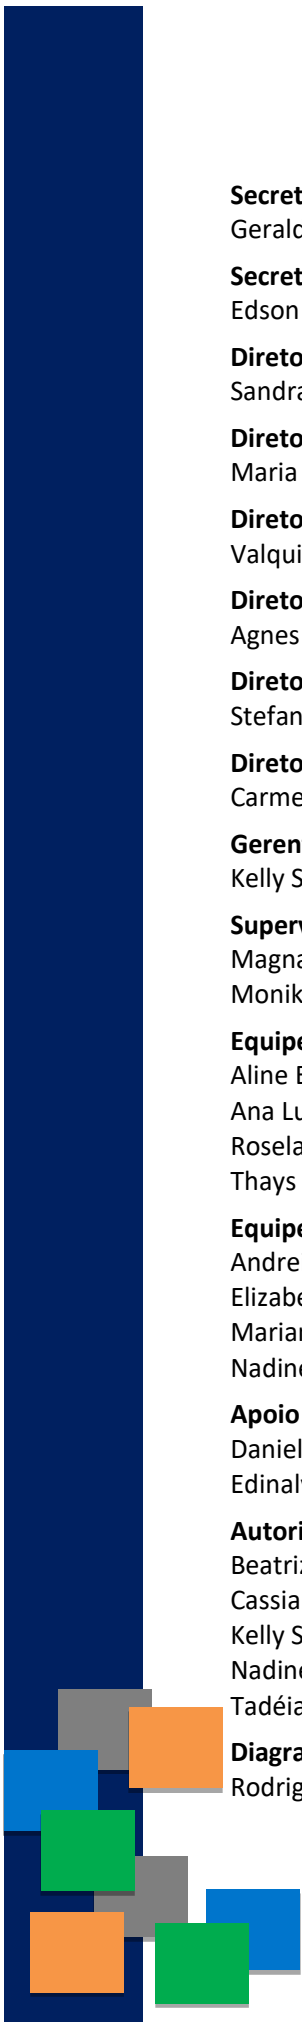 Secret
Gerald
Secret
Edson
Direto
Sandra
Direto
Maria
Direto
Valqui
Direto
Agnes
Direto
Stefan
Direto
Carme
Geren
Kelly S
Super
Magna
Monik
Equipe
Aline
Ana Lu
Rosela
Thays
Equipe
Andre
Elizabe
Marian
Nadine
Apoio
Daniel
Edinal
Autori
Beatriz
Cassia
Kelly S
Nadine
Tadéia
Diagra
Rodrig